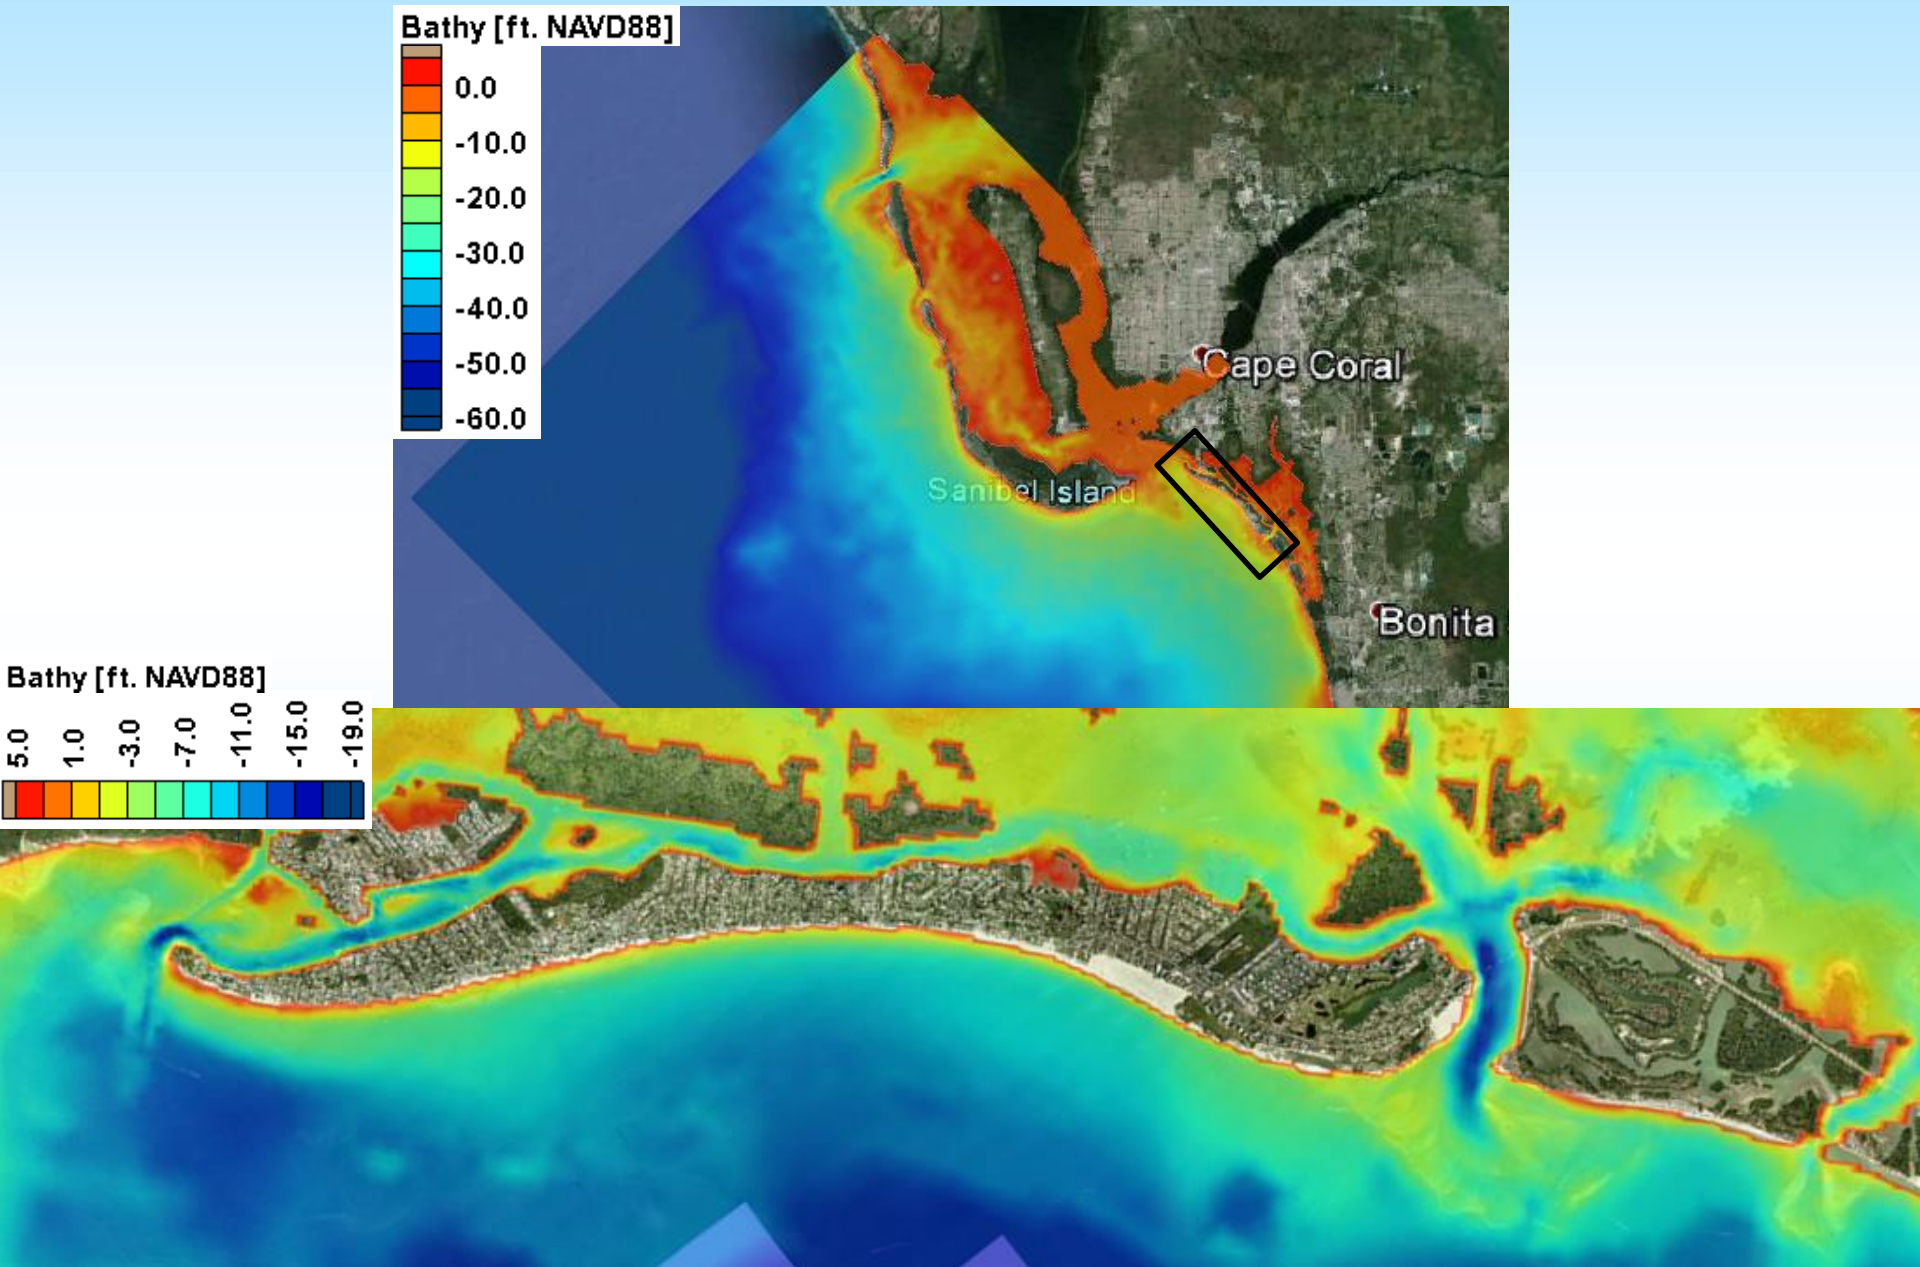 Bathy [ft. NAVD88]
0.0
-10.0
-20.0
-30.0
-40.0
-50.0
-60.0
Cape Coral
Sanibel Island
Bonita
Bathy [ft. NAVD88]
5.0
1.0
-3.0
-7.0
-11.0
-15.0
-19.0